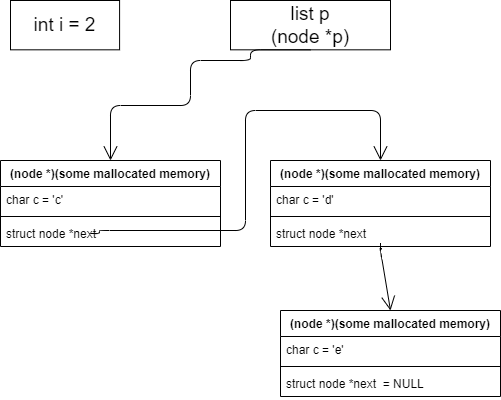 int i = 2
list p
(node *p)
(node *)(some mallocated memory)
char c = 'c'
struct node *next
(node *)(some mallocated memory)
char c = 'd'
struct node *next
(node *)(some mallocated memory)
char c = 'e'
struct node *next = NULL